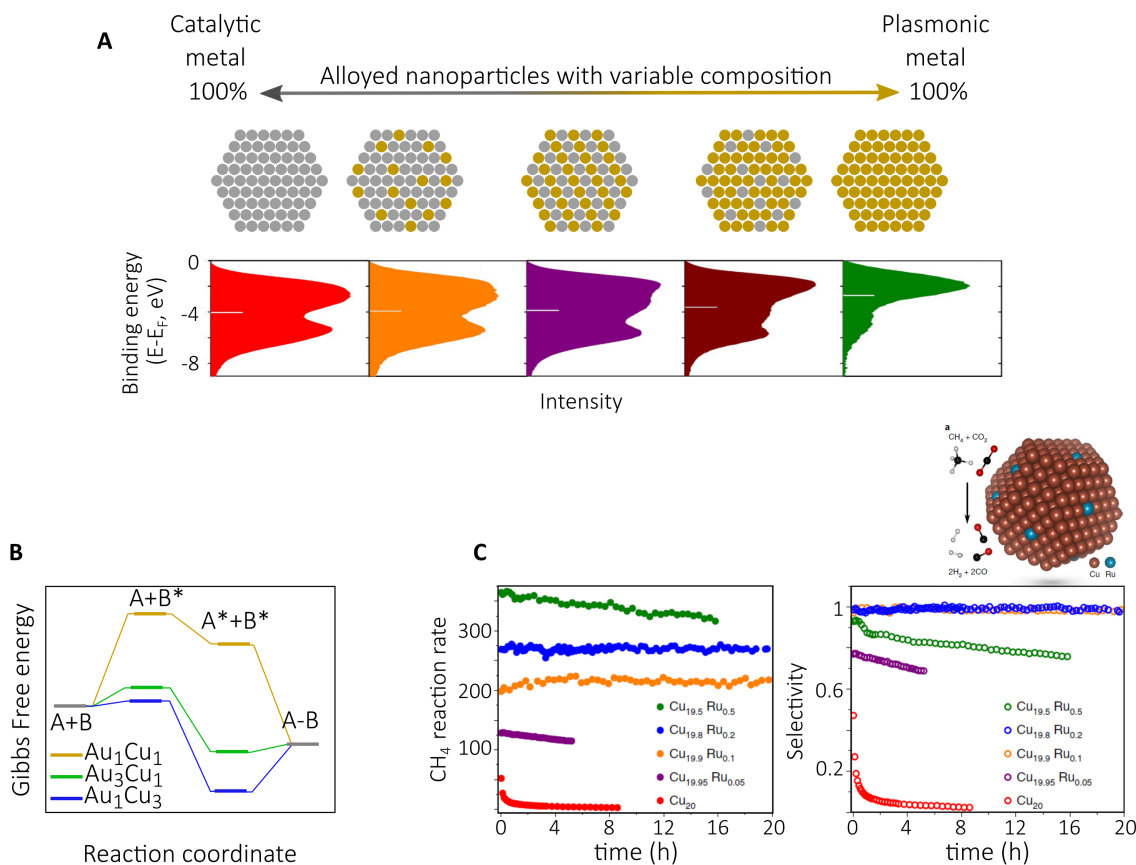 A
Catalytic
metal
100%
Alloyed nanoparticles with variable composition
Plasmonic
metal
100%
Binding energy
(E-E_F, eV)
0
-4
-8
Intensity
a
CH₄ + CO₂
2H₂ + 2CO
Cu Ru
B
Gibbs Free energy
A+B*
A*+B*
A+B
A-B
Au₁Cu₁
Au₃Cu₁
Au₁Cu₃
Reaction coordinate
C
CH₄ reaction rate
300
200
100
Cu₁₉.₅ Ru₀.₅
Cu₁₉.₈ Ru₀.₂
Cu₁₉.₉ Ru₀.₁
Cu₁₉.₉₅ Ru₀.₀₅
Cu₂₀
0 4 8 12 16 20
time (h)
Selectivity
1
0.6
0.2
Cu₁₉.₅ Ru₀.₅
Cu₁₉.₈ Ru₀.₂
Cu₁₉.₉ Ru₀.₁
Cu₁₉.₉₅ Ru₀.₀₅
Cu₂₀
0 4 8 12 16 20
time (h)